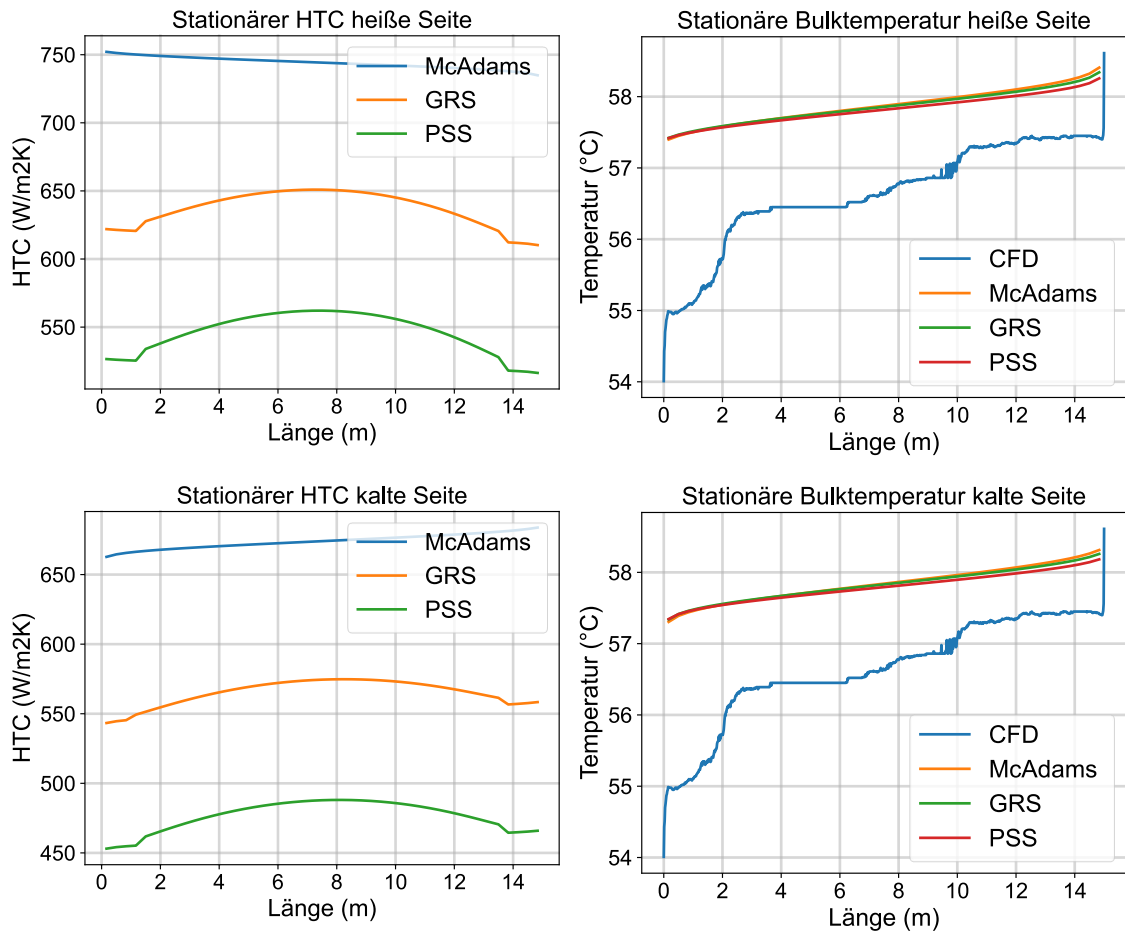 Stationärer HTC heiße Seite
HTC (W/m2K)
750
700
650
600
550
0 2 4 6 8 10 12 14
Länge (m)
McAdams
GRS
PSS
Stationäre Bulktemperatur heiße Seite
Temperatur (°C)
58
57
56
55
54
0 2 4 6 8 10 12 14
Länge (m)
CFD
McAdams
GRS
PSS
Stationärer HTC kalte Seite
HTC (W/m2K)
650
600
550
500
450
0 2 4 6 8 10 12 14
Länge (m)
McAdams
GRS
PSS
Stationäre Bulktemperatur kalte Seite
Temperatur (°C)
58
57
56
55
54
0 2 4 6 8 10 12 14
Länge (m)
CFD
McAdams
GRS
PSS